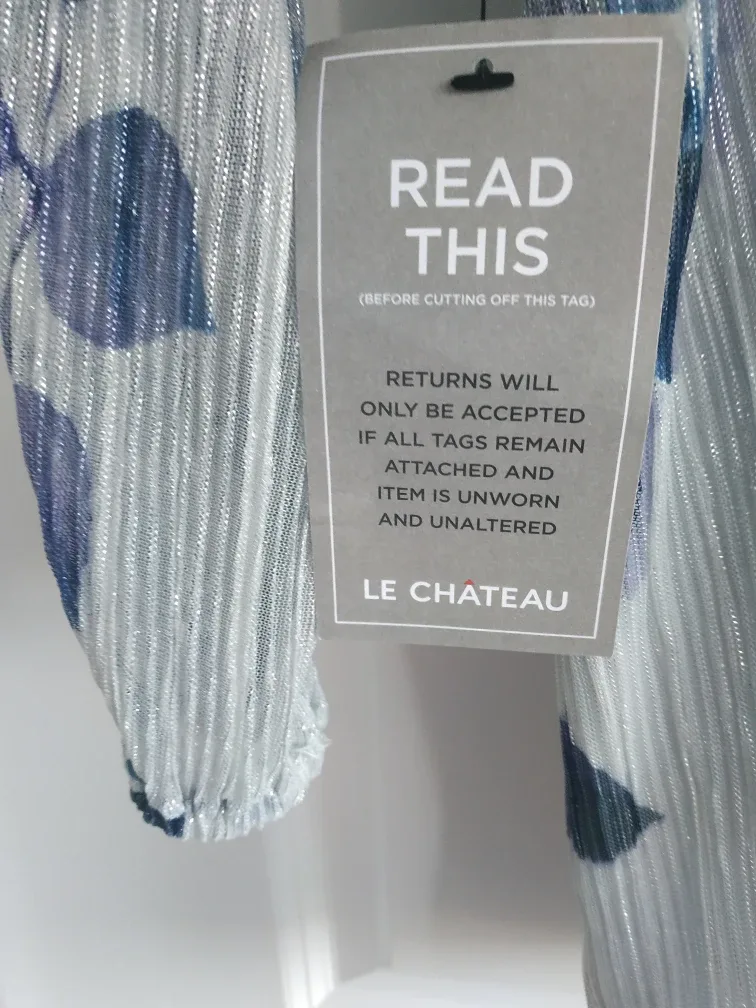 READ
THIS
(BEFORE CUTTING OFF THIS TAG)
RETURNS WILL
ONLY BE ACCEPTED
IF ALL TAGS REMAIN
ATTACHED AND
ITEM IS UNWORN
AND UNALTERED
LE CHÂTEAU